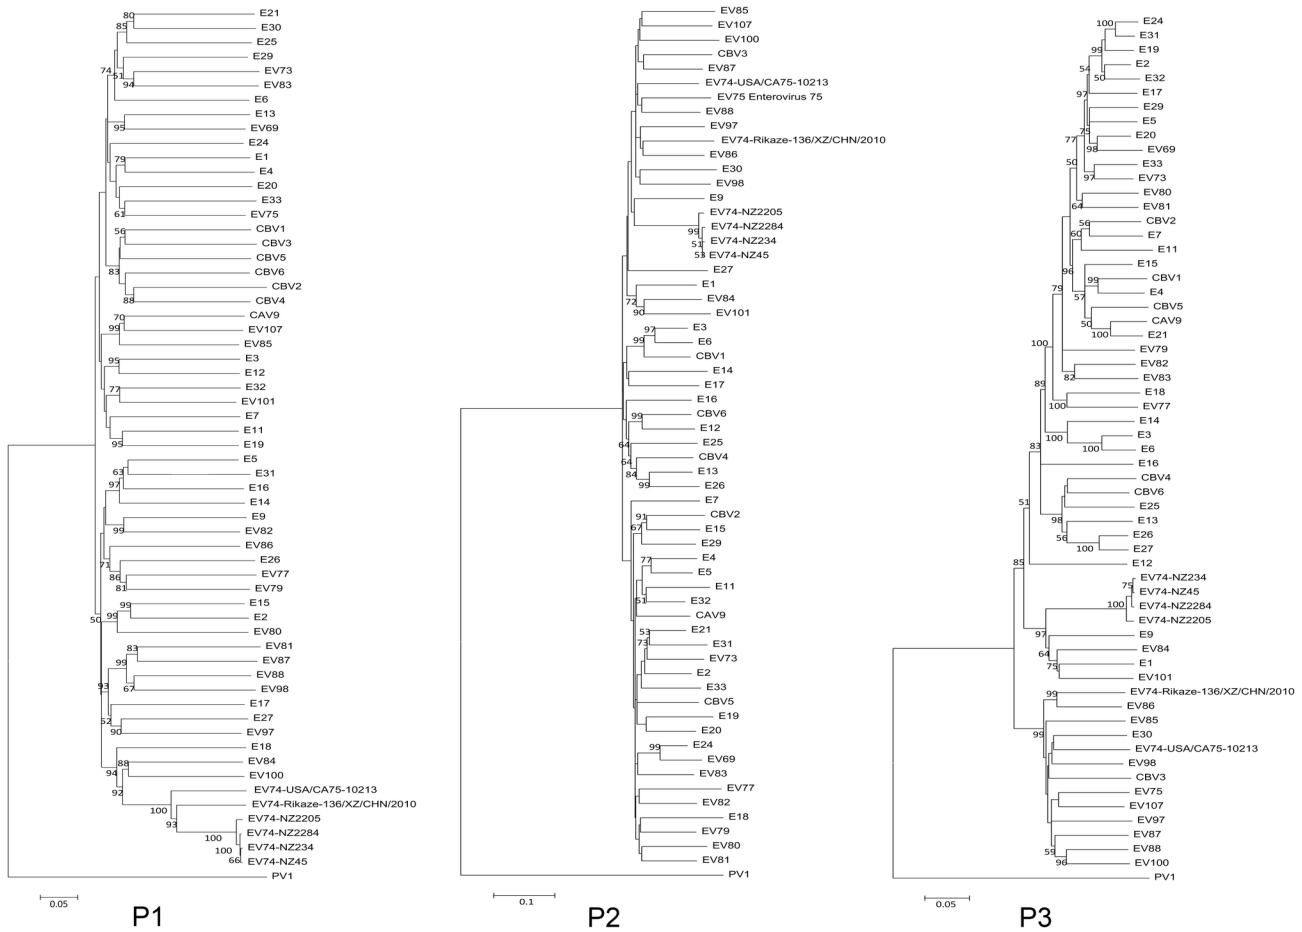 E21
E30
E25
E29
EV73
EV83
E6
E13
EV69
E24
E1
E4
E20
E33
EV75
CBV1
CBV3
CBV5
CBV6
CBV2
CBV4
CAV9
EV107
EV85
E3
E12
E32
EV101
E7
E11
E19
E5
E31
E16
E14
E9
EV82
EV86
E26
EV77
EV79
E15
E2
EV80
EV81
EV87
EV88
EV98
E17
E27
EV97
E18
EV84
EV100
EV74-USA/CA75-10213
EV74-Rikaze-136/XZ/CHN/2010
EV74-NZ2205
EV74-NZ2284
EV74-NZ234
EV74-NZ45
PV1
80
85
74
51
94
95
79
61
56
83
88
70
99
95
77
95
63
97
99
71
86
81
50
99
99
83
99
67
93
52
90
88
94
92
100
93
100
100
66
0.05
P1
EV85
EV107
EV100
CBV3
EV87
EV74-USA/CA75-10213
EV75 Enterovirus 75
EV88
EV97
EV74-Rikaze-136/XZ/CHN/2010
EV86
E30
EV98
E9
EV74-NZ2205
EV74-NZ2284
EV74-NZ234
EV74-NZ45
E27
E1
EV84
EV101
E3
E6
CBV1
E14
E17
E16
CBV6
E12
E25
CBV4
E13
E26
E7
CBV2
E15
E29
E4
E5
E11
E32
CAV9
E21
E31
EV73
E2
E33
CBV5
E19
E20
E24
EV69
EV83
EV77
EV82
E18
EV79
EV80
EV81
PV1
99
51
53
72
90
97
99
99
64
64
84
99
91
67
77
51
53
73
99
0.1
P2
E24
E31
E19
E2
E32
E17
E29
E5
E20
EV69
E33
EV73
EV80
EV81
CBV2
E7
E11
E15
CBV1
E4
CBV5
CAV9
E21
EV79
EV82
EV83
E18
EV77
E14
E3
E6
E16
CBV4
CBV6
E25
E13
E26
E27
E12
EV74-NZ234
EV74-NZ45
EV74-NZ2284
EV74-NZ2205
E9
EV84
E1
EV101
EV74-Rikaze-136/XZ/CHN/2010
EV86
EV85
E30
EV74-USA/CA75-10213
EV98
CBV3
EV75
EV107
EV97
EV87
EV88
EV100
PV1
100
99
54
50
97
75
77
98
50
97
64
56
60
96
99
79
57
50
100
100
82
89
100
100
100
83
51
98
56
100
85
75
100
97
64
75
99
99
59
96
0.05
P3